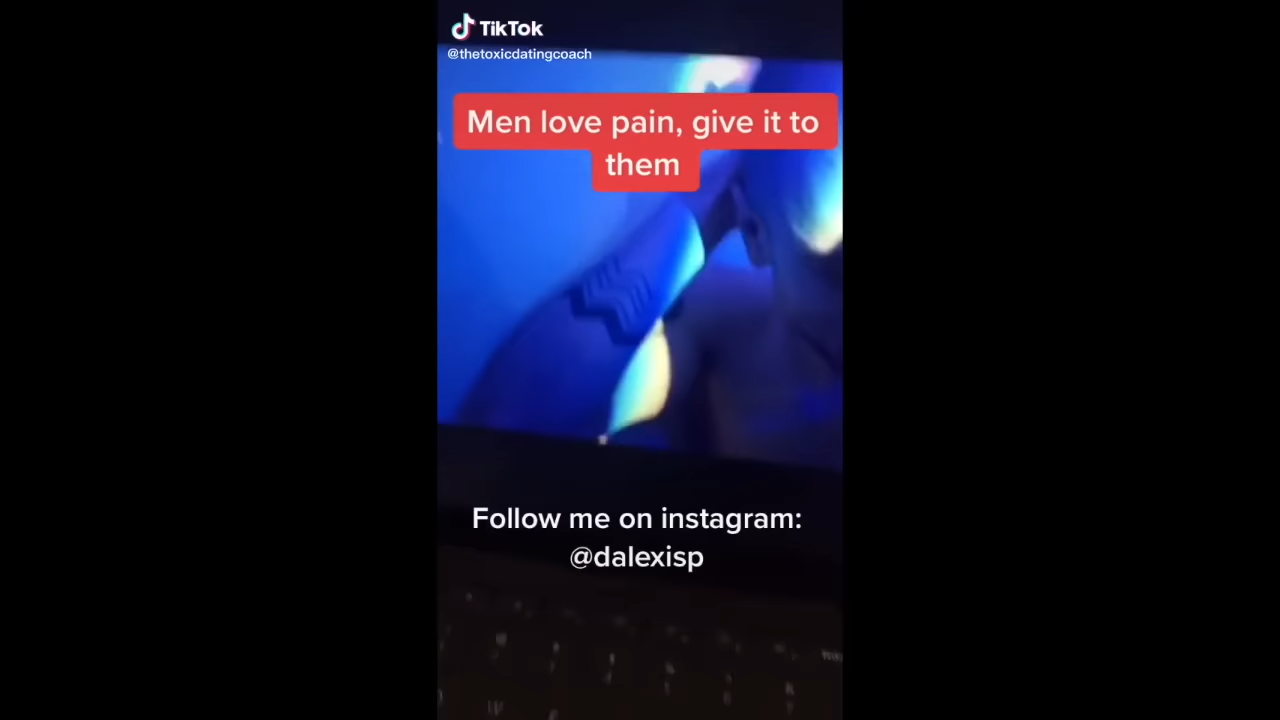 TikTok
@thetoxicdatingcoach
Men love pain, give it to
them
Follow me on instagram:
@dalexisp